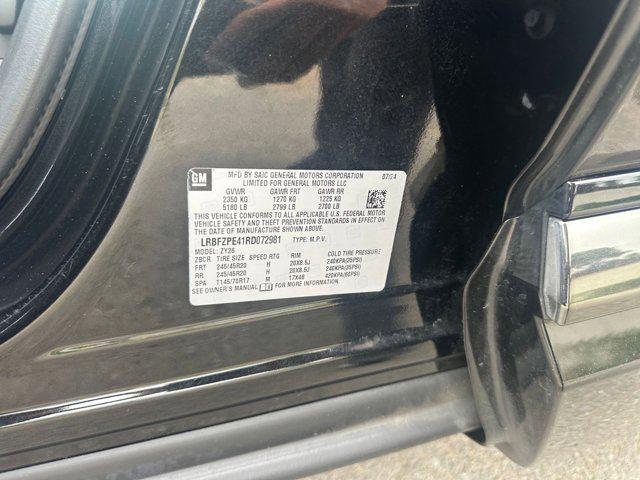 GM
MFD BY SAIC GENERAL MOTORS CORPORATION 07/24
LIMITED FOR GENERAL MOTORS LLC
GVWR GAWR FRT GAWR RR
2350 KG 1270 KG 1225 KG
5180 LB 2799 LB 2700 LB
THIS VEHICLE CONFORMS TO ALL APPLICABLE U.S. FEDERAL MOTOR
VEHICLE SAFETY AND THEFT PREVENTION STANDARDS IN EFFECT ON
THE DATE OF MANUFACTURE SHOWN ABOVE.
LRBFZPE41RD072981 TYPE: M.P.V.
MODEL: ZY26
ZBCR TIRE SIZE SPEED RTG RIM COLD TIRE PRESSURE
FRT 245/45R20 H 20X8.5J 240KPA(35PSI)
RR 245/45R20 H 20X8.5J 240KPA(35PSI)
SPA T145/70R17 M 17X4B 420KPA(60PSI)
SEE OWNER'S MANUAL FOR MORE INFORMATION.